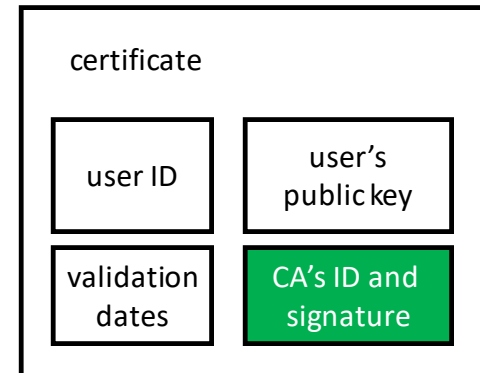 certificate
user ID
user’s
public key
validation
dates
CA’s ID and
signature